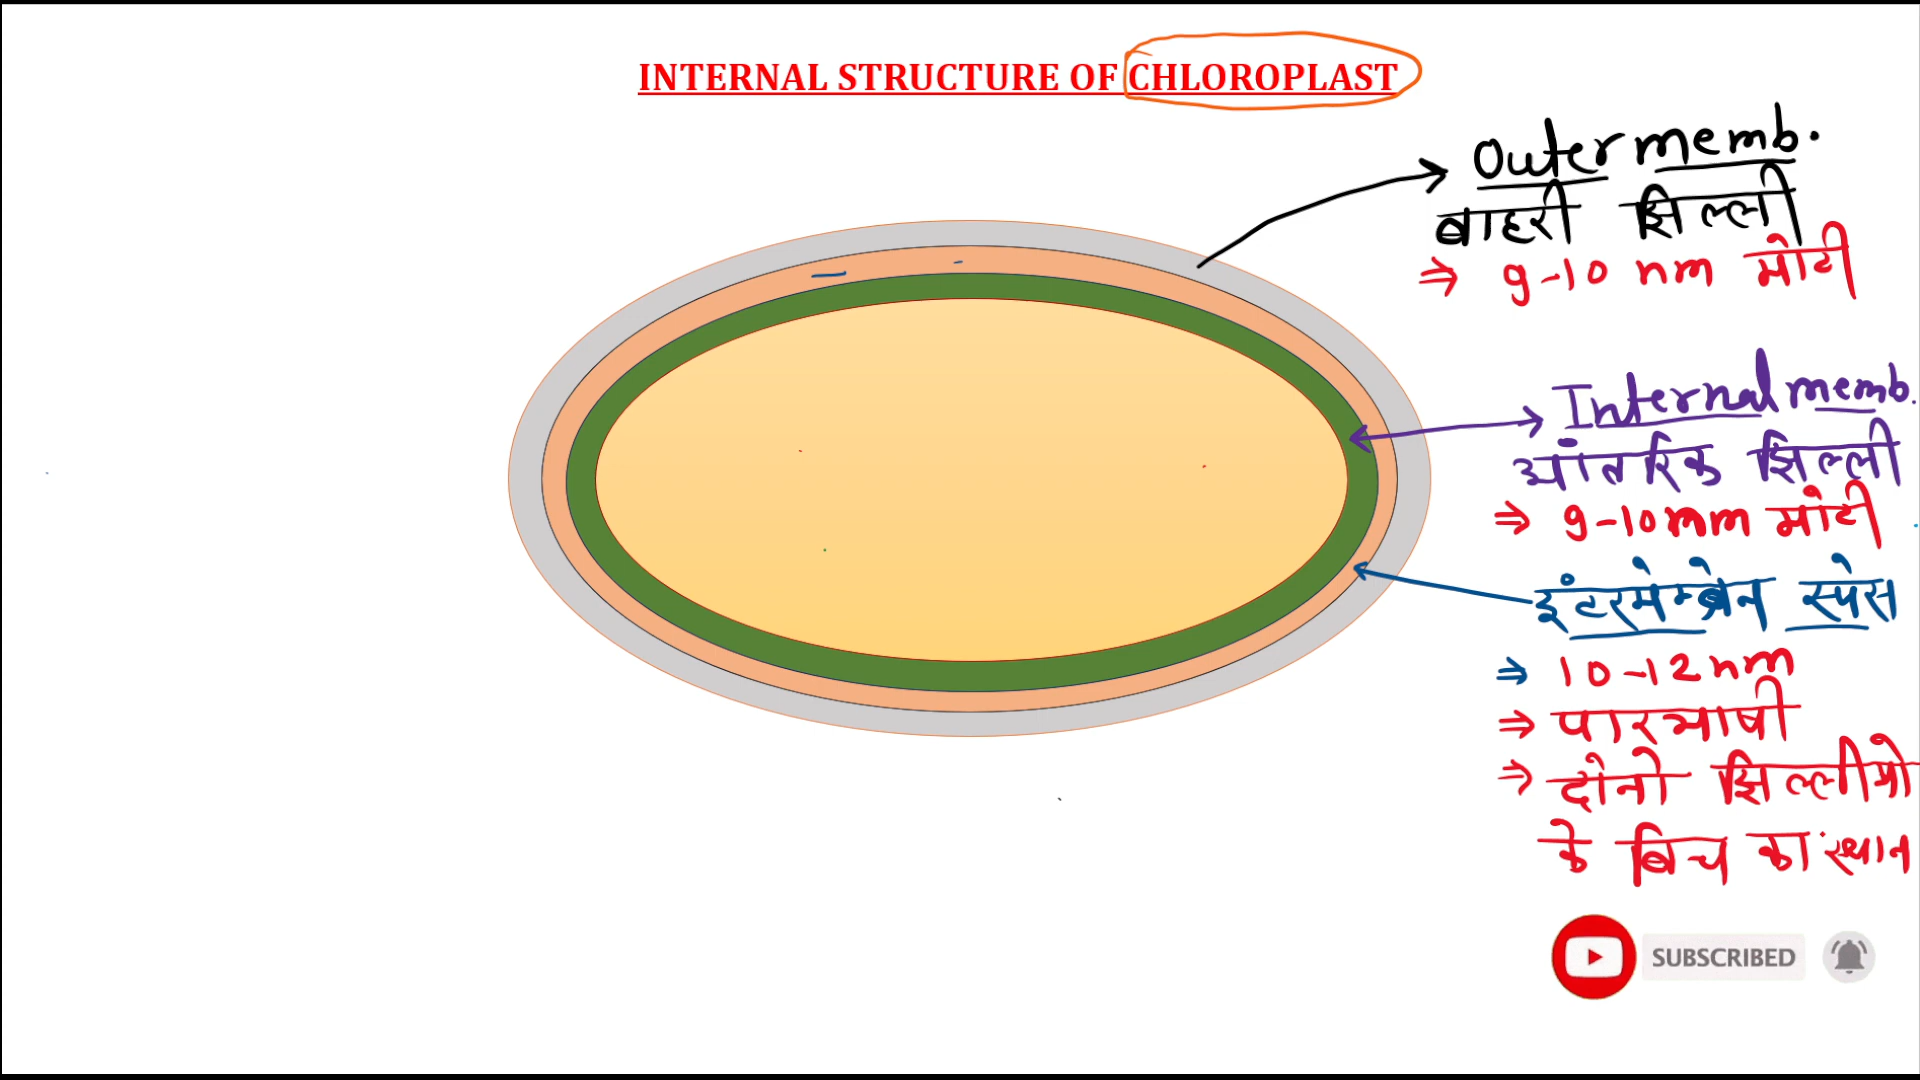 INTERNAL STRUCTURE OF CHLOROPLAST
Outer memb.
बाहरी झिल्ली
⇒ 9-10 nm मोटी
Internal memb.
आंतरिक झिल्ली
⇒ 9-10 nm मोटी
इंटरमेम्ब्रेन स्पेस
⇒ 10-12 nm
⇒ पारभाषी
⇒ दोनो झिल्लीयो
के बिच का स्थान
SUBSCRIBED